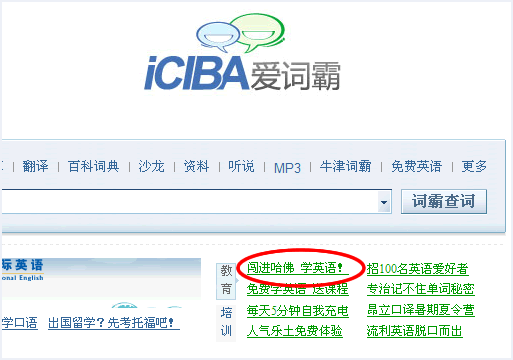 iCIBA爱词霸
翻译 | 百科词典 | 沙龙 | 资料 | 听说 | MP3 | 牛津词霸 | 免费英语 | 更多
词霸查词
际英语
onal English
教育
培训
闯进哈佛 学英语!
招100名英语爱好者
免费学英语 送课程
专治记不住单词秘密
每天5分钟自我充电
昂立口译暑期夏令营
人气乐土免费体验
流利英语脱口而出
学口语
出国留学?先考托福吧!